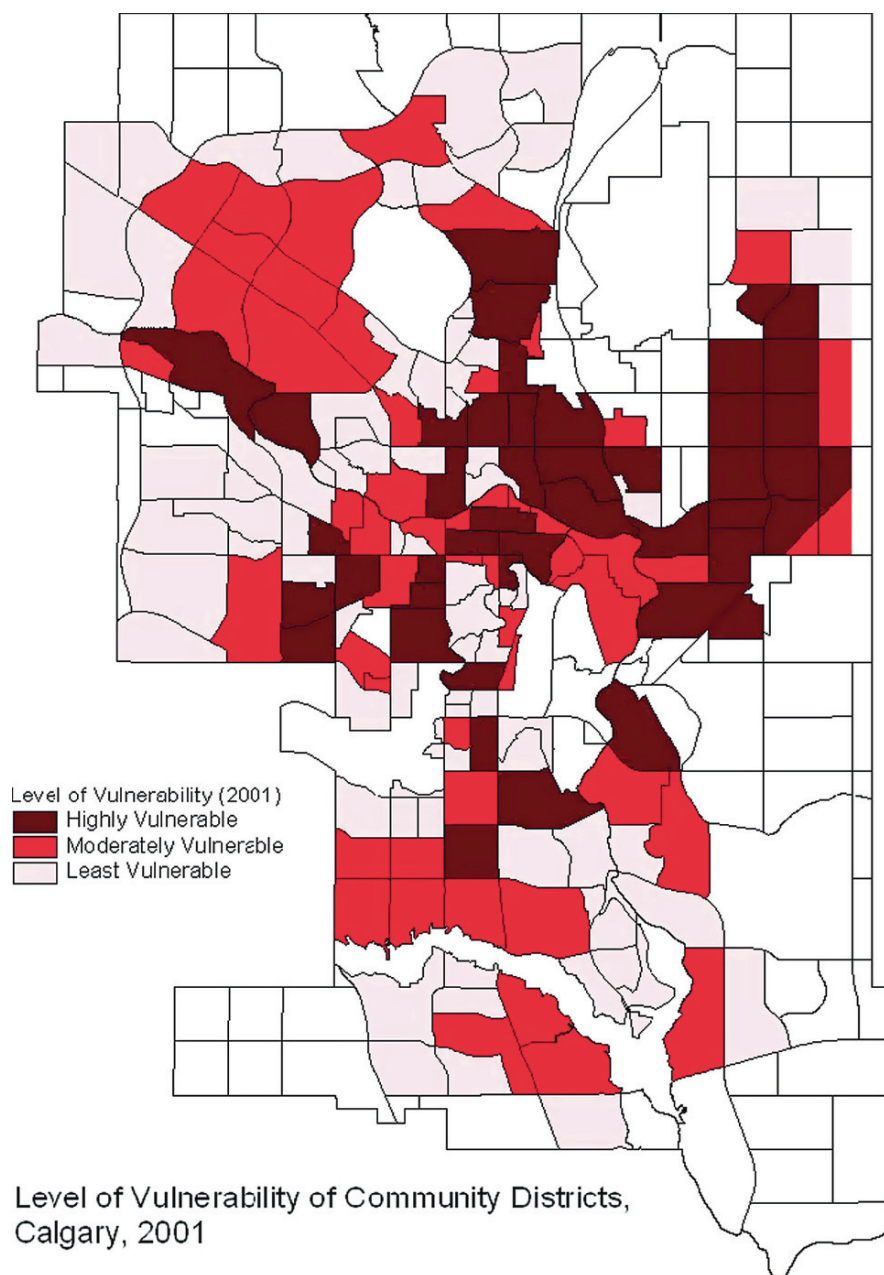 Level of Vulnerability (2001)
Highly Vulnerable
Moderately Vulnerable
Least Vulnerable
Level of Vulnerability of Community Districts,
Calgary, 2001